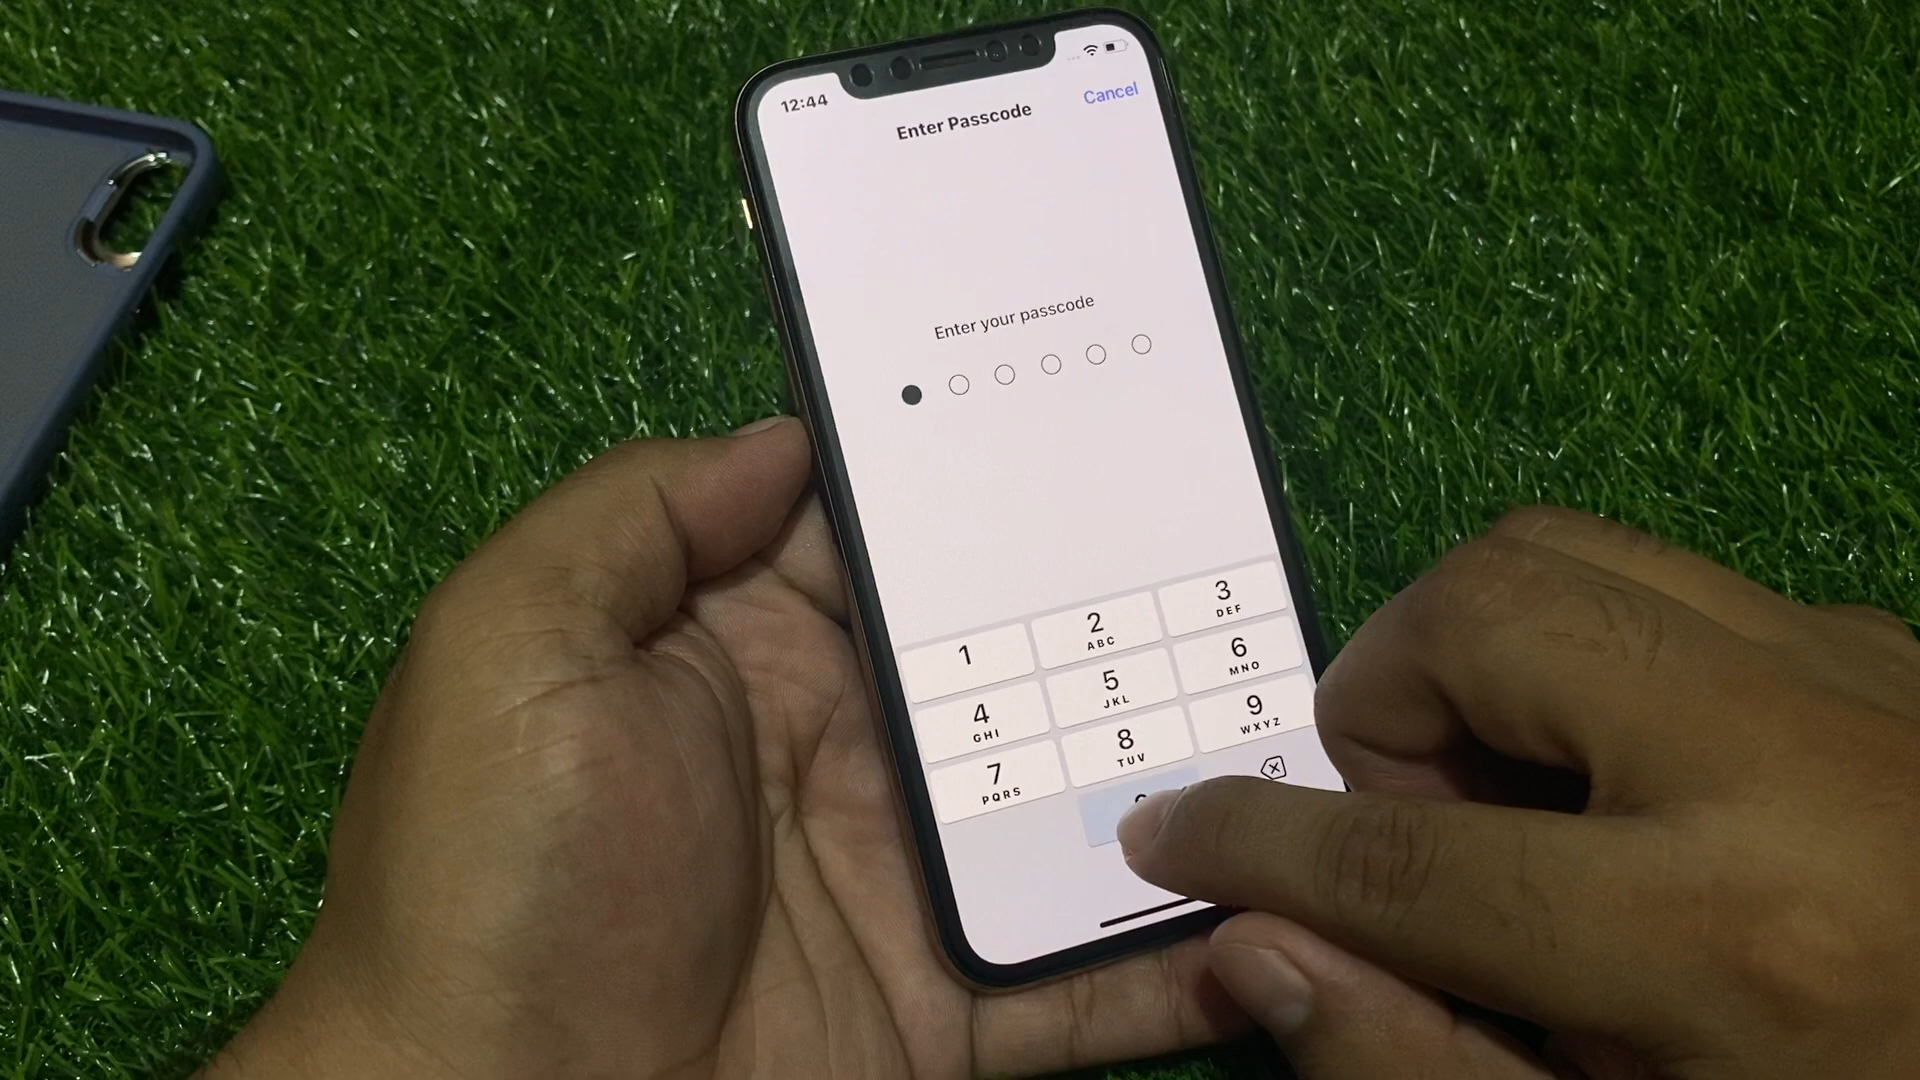 12:44
Cancel
Enter Passcode
Enter your passcode
1
2
ABC
3
DEF
4
GHI
5
JKL
6
MNO
7
PQRS
8
TUV
9
WXYZ